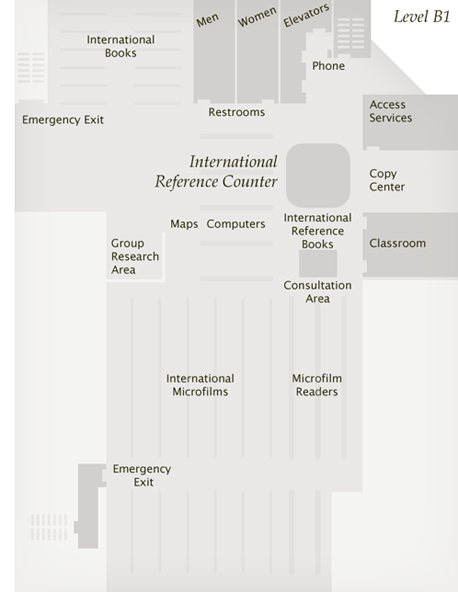 Level B1
Men
Women
Elevators
International
Books
Phone
Restrooms
Access
Services
Emergency Exit
International
Reference Counter
Copy
Center
Maps
Computers
International
Reference
Books
Group
Research
Area
Classroom
Consultation
Area
International
Microfilms
Microfilm
Readers
Emergency
Exit